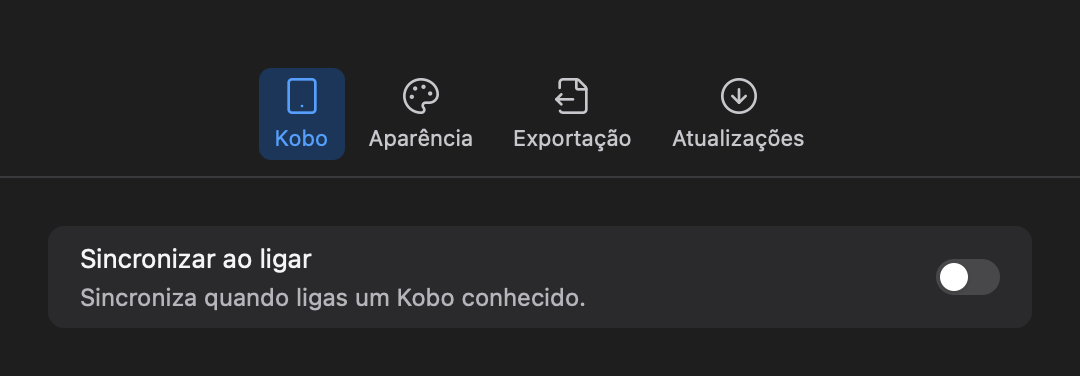 Kobo
Aparência
Exportação
Atualizações
Sincronizar ao ligar
Sincroniza quando ligas um Kobo conhecido.